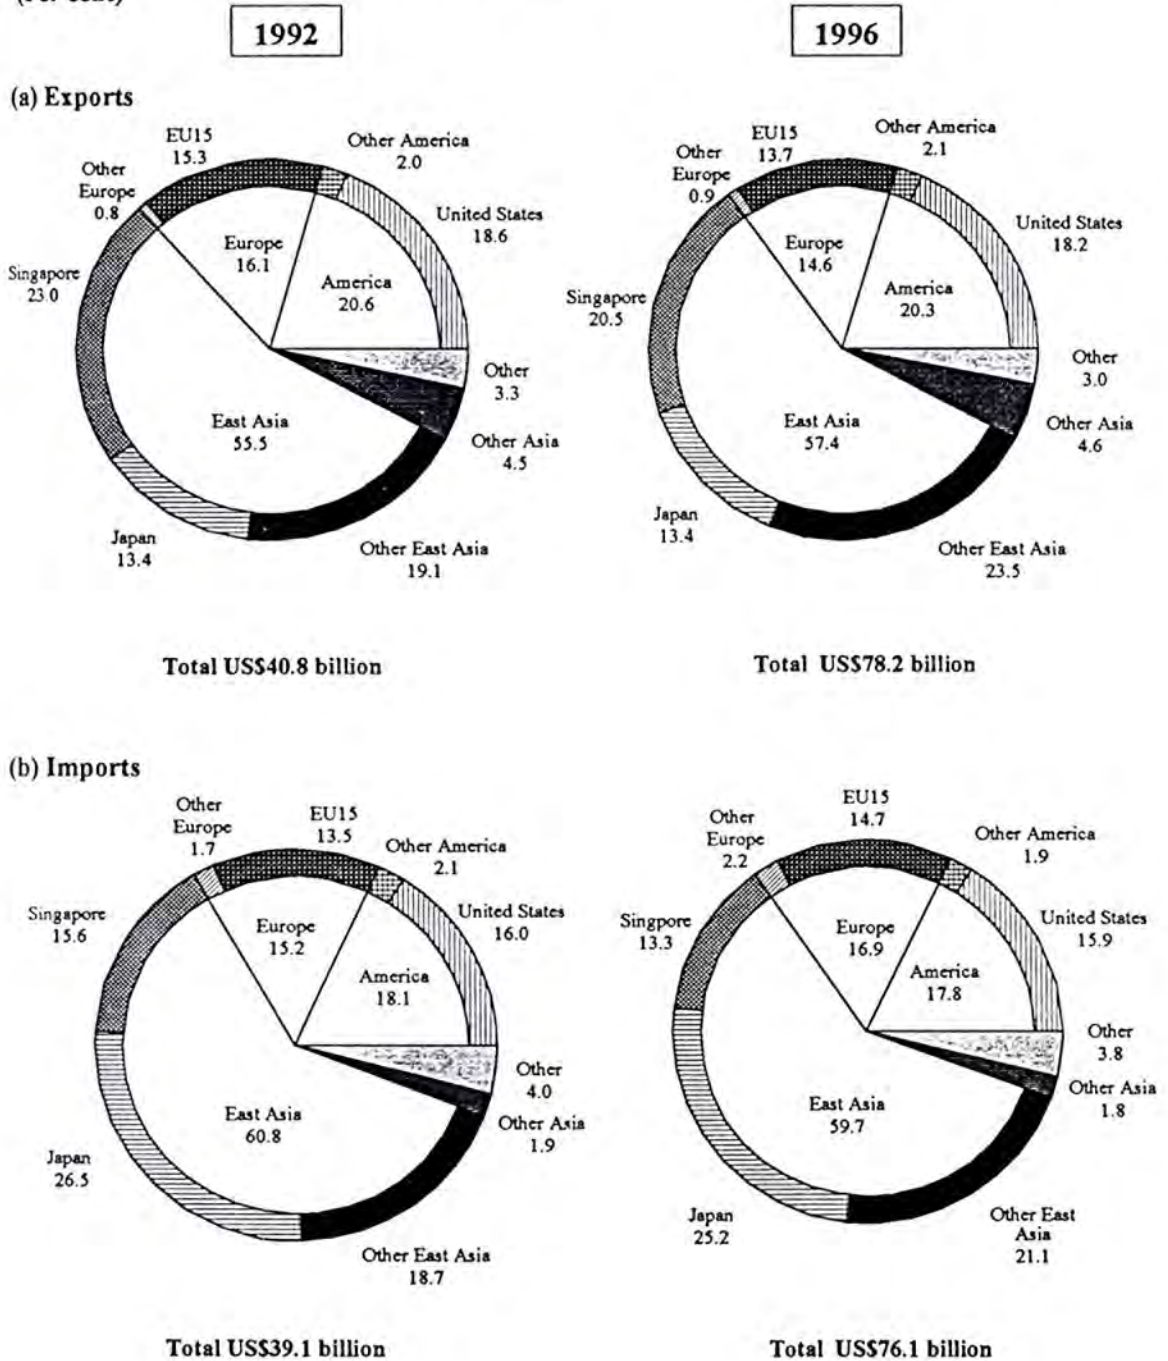 (Per cent)
1992
1996
(a) Exports
EU15
15.3
Other America
2.0
Other
Europe
0.8
United States
18.6
Europe
16.1
America
20.6
Singapore
23.0
Other
3.3
East Asia
55.5
Other Asia
4.5
Japan
13.4
Other East Asia
19.1
Total US$40.8 billion
EU15
13.7
Other America
2.1
Other
Europe
0.9
United States
18.2
Europe
14.6
America
20.3
Singapore
20.5
Other
3.0
East Asia
57.4
Other Asia
4.6
Japan
13.4
Other East Asia
23.5
Total US$78.2 billion
(b) Imports
Other
Europe
1.7
EU15
13.5
Other America
2.1
Singapore
15.6
United States
16.0
Europe
15.2
America
18.1
Other
4.0
East Asia
60.8
Other Asia
1.9
Japan
26.5
Other East Asia
18.7
Total US$39.1 billion
EU15
14.7
Other
Europe
2.2
Other America
1.9
Singpore
13.3
United States
15.9
Europe
16.9
America
17.8
Other
3.8
East Asia
59.7
Other Asia
1.8
Japan
25.2
Other East
Asia
21.1
Total US$76.1 billion